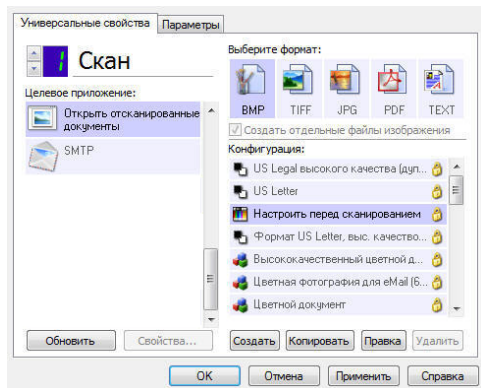 Универсальные свойства Параметры
1 Скан
Выберите формат:
BMP TIFF JPG PDF TEXT
Создать отдельные файлы изображения
Целевое приложение:
Открыть отсканированные
документы
SMTP
Конфигурация:
US Legal высокого качества (дуп...
US Letter
Настроить перед сканированием
Формат US Letter, выс. качество...
Высококачественный цветной д...
Цветная фотография для eMail (6...
Цветной документ
Обновить Свойства... Создать Копировать Правка Удалить
OK Отмена Применить Справка